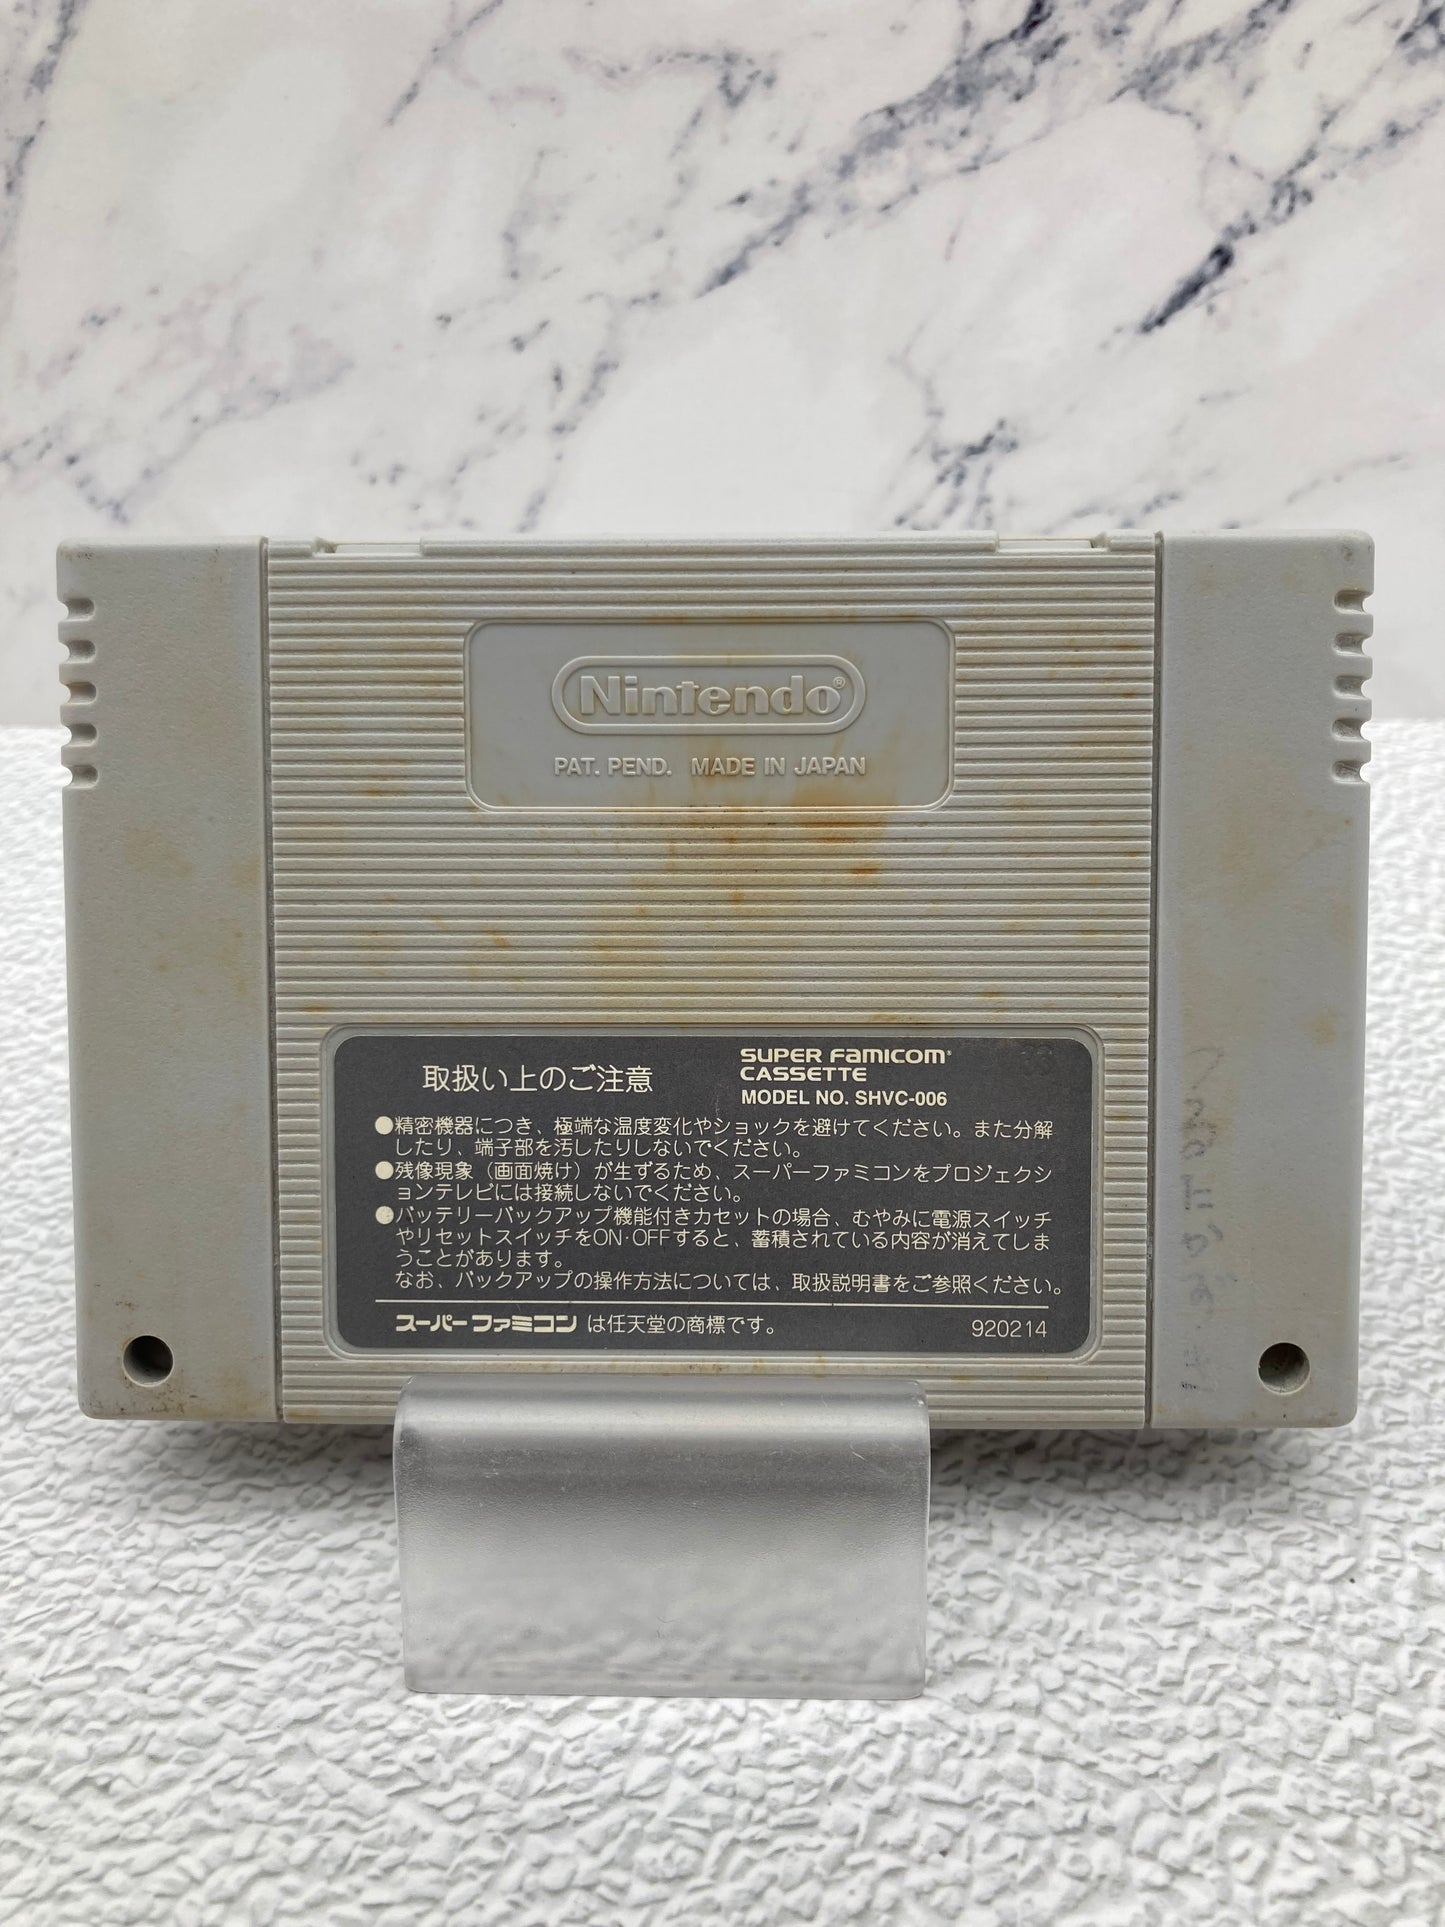 Nintendo®
PAT. PEND. MADE IN JAPAN
取扱い上のご注意
SUPER FAMICOM
CASSETTE
MODEL NO. SHVC-006
●精密機器につき、極端な温度変化やショックを避けてください。また分解
したり、端子部を汚したりしないでください。
●残像現象（画面焼け）が生ずるため、スーパーファミコンをプロジェクシ
ョンテレビには接続しないでください。
●バッテリーバックアップ機能付きカセットの場合、むやみに電源スイッチ
やリセットスイッチをON·OFFすると、蓄積されている内容が消えてしま
うことがあります。
なお、バックアップの操作方法については、取扱説明書をご参照ください。
スーパーファミコン は任天堂の商標です。
920214